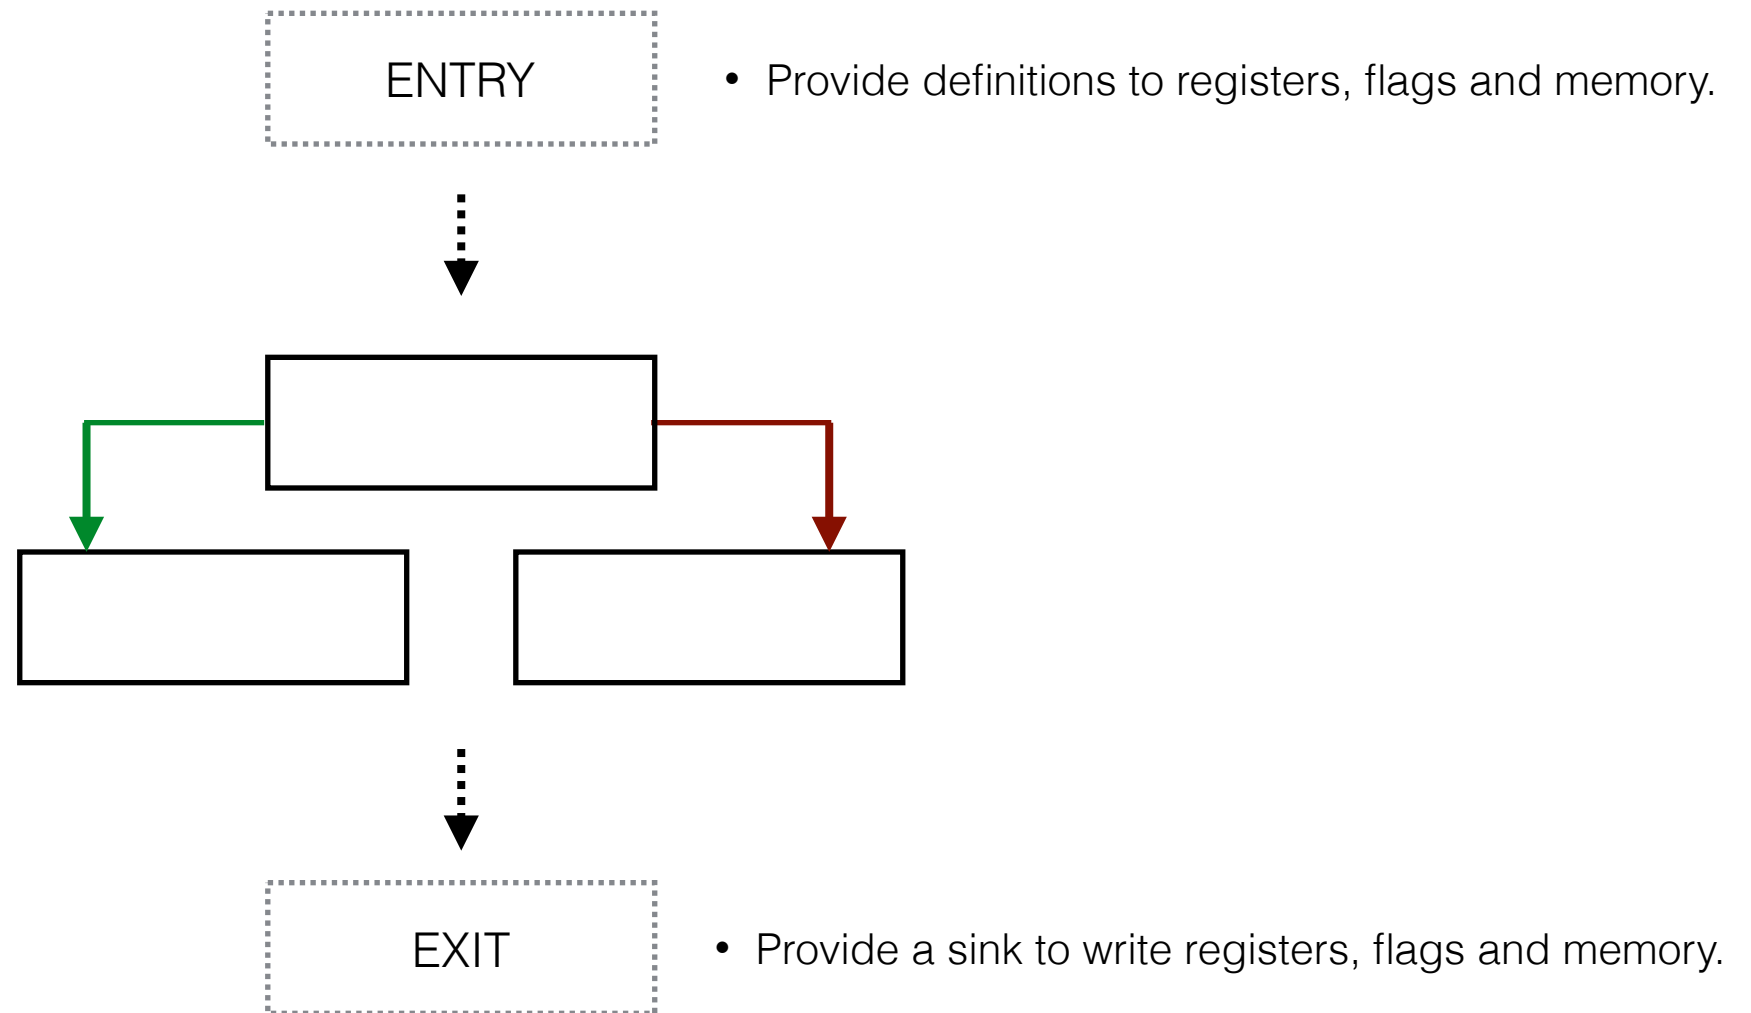 ENTRY
• Provide definitions to registers, flags and memory.
EXIT
• Provide a sink to write registers, flags and memory.